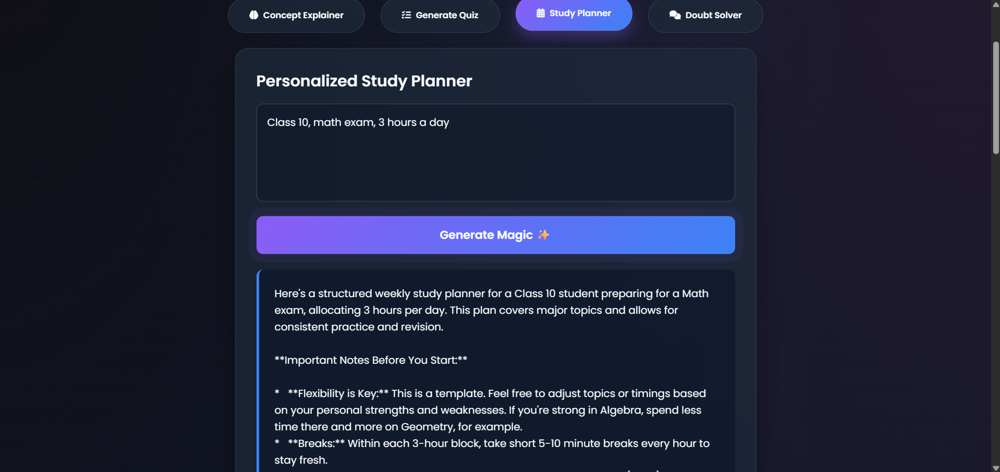 Concept Explainer
Generate Quiz
Study Planner
Doubt Solver
Personalized Study Planner
Class 10, math exam, 3 hours a day
Generate Magic ✨
Here's a structured weekly study planner for a Class 10 student preparing for a Math
exam, allocating 3 hours per day. This plan covers major topics and allows for
consistent practice and revision.
**Important Notes Before You Start:**
*   **Flexibility is Key:** This is a template. Feel free to adjust topics or timings based
on your personal strengths and weaknesses. If you're strong in Algebra, spend less
time there and more on Geometry, for example.
*   **Breaks:** Within each 3-hour block, take short 5-10 minute breaks every hour to
stay fresh.